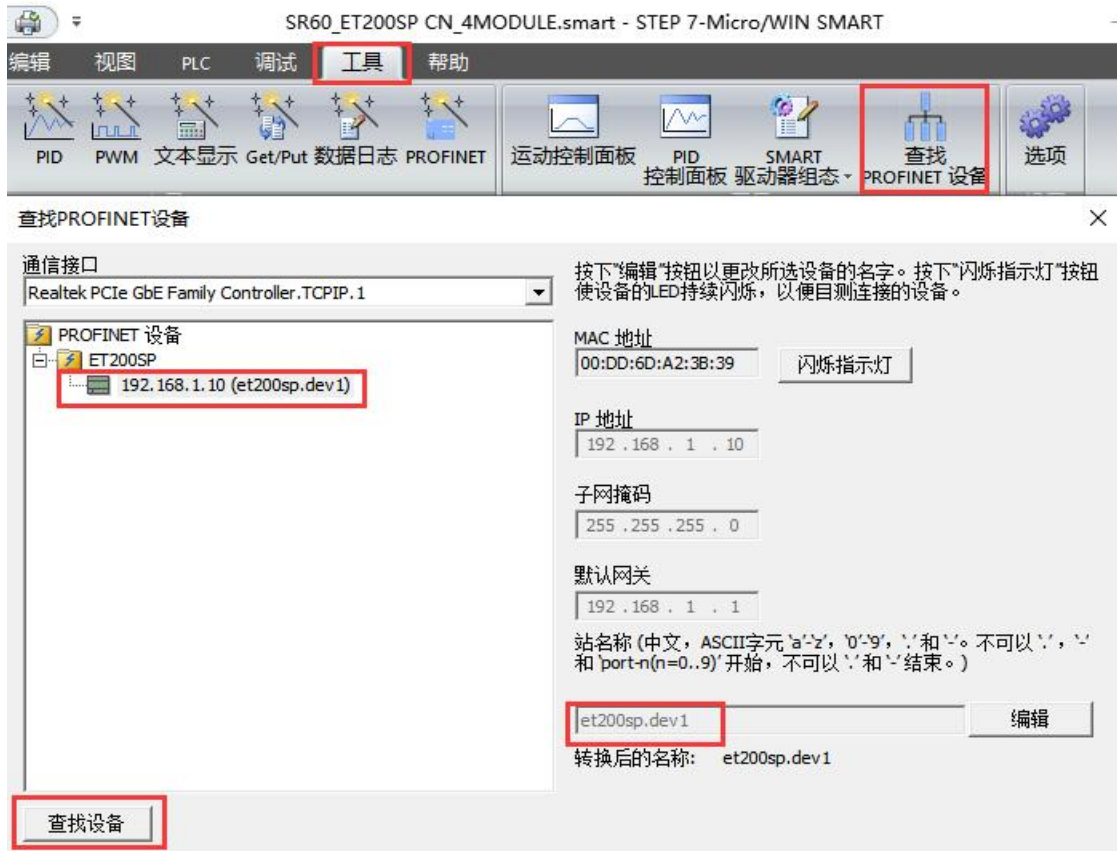 SR60_ET200SP CN_4MODULE.smart - STEP 7-Micro/WIN SMART
编辑 视图 PLC 调试 工具 帮助
PID PWM 文本显示 Get/Put 数据日志 PROFINET 运动控制面板 PID 控制面板 SMART 驱动器组态 查找 PROFINET 设备 选项
查找PROFINET设备
通信接口
Realtek PCIe GbE Family Controller.TCPIP.1
PROFINET 设备
ET200SP
192.168.1.10 (et200sp.dev1)
查找设备
按下"编辑"按钮以更改所选设备的名字。按下"闪烁指示灯"按钮
使设备的LED持续闪烁，以便目测连接的设备。
MAC 地址
00:DD:6D:A2:3B:39 闪烁指示灯
IP 地址
192 .168 . 1 . 10
子网掩码
255 .255 .255 . 0
默认网关
192 .168 . 1 . 1
站名称 (中文，ASCII字元 'a'-'z'，'0'-'9'，'.' 和 '-'。不可以 '.'，'-'
和 'port-n(n=0..9)' 开始，不可以 '.' 和 '-' 结束。)
et200sp.dev1 编辑
转换后的名称: et200sp.dev1